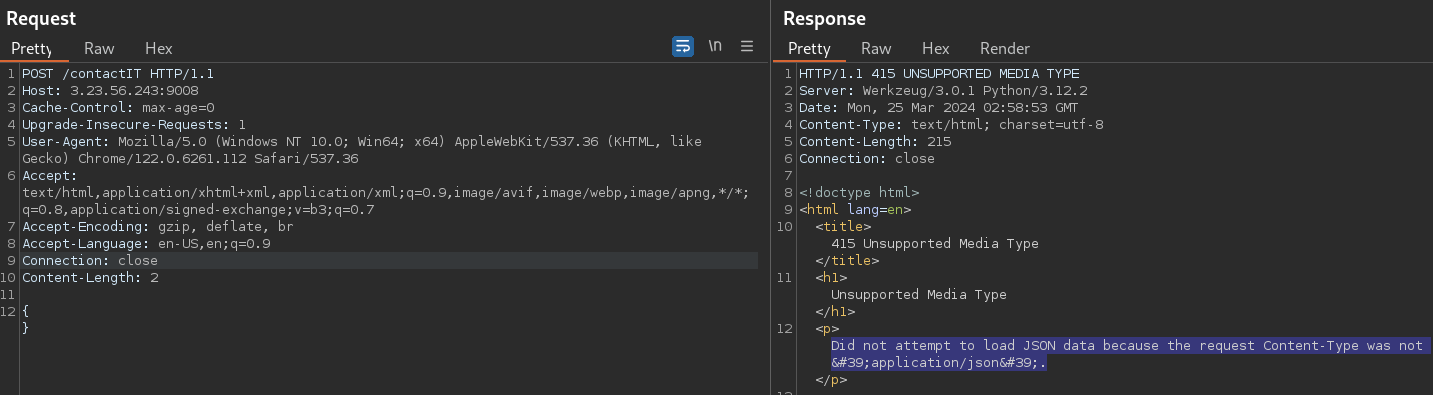 Request
Pretty Raw Hex
\n
1 POST /contactIT HTTP/1.1
2 Host: 3.23.56.243:9008
3 Cache-Control: max-age=0
4 Upgrade-Insecure-Requests: 1
5 User-Agent: Mozilla/5.0 (Windows NT 10.0; Win64; x64) AppleWebKit/537.36 (KHTML, like
Gecko) Chrome/122.0.6261.112 Safari/537.36
6 Accept:
text/html,application/xhtml+xml,application/xml;q=0.9,image/avif,image/webp,image/apng,*/*;
q=0.8,application/signed-exchange;v=b3;q=0.7
7 Accept-Encoding: gzip, deflate, br
8 Accept-Language: en-US,en;q=0.9
9 Connection: close
10 Content-Length: 2
11
12 {
}
Response
Pretty Raw Hex Render
1 HTTP/1.1 415 UNSUPPORTED MEDIA TYPE
2 Server: Werkzeug/3.0.1 Python/3.12.2
3 Date: Mon, 25 Mar 2024 02:58:53 GMT
4 Content-Type: text/html; charset=utf-8
5 Content-Length: 215
6 Connection: close
7
8 <!doctype html>
9 <html lang=en>
10 <title>
415 Unsupported Media Type
</title>
11 <h1>
Unsupported Media Type
</h1>
12 <p>
Did not attempt to load JSON data because the request Content-Type was not
&#39;application/json&#39;.
</p>